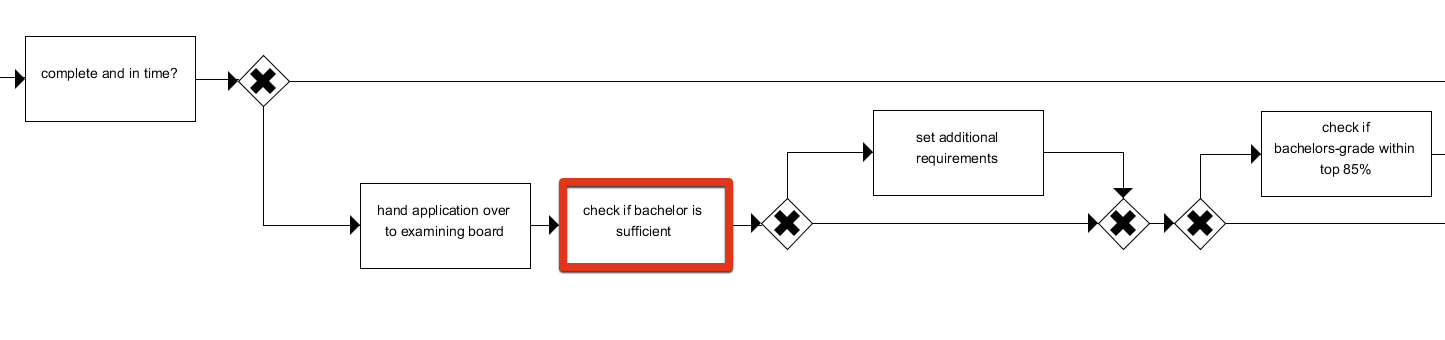 complete and in time?
hand application over
to examining board
check if bachelor is
sufficient
set additional
requirements
check if
bachelors-grade within
top 85%